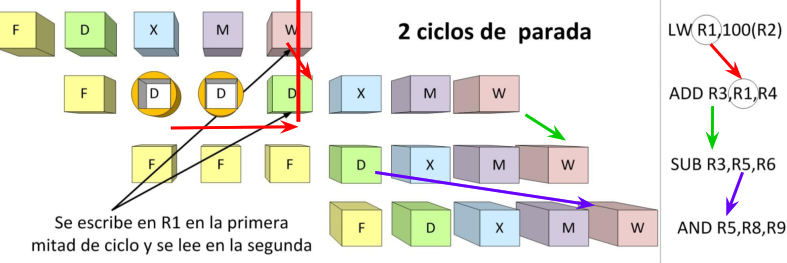 F D X M W
2 ciclos de parada
LW R1,100(R2)
F D D D X M W
ADD R3,R1,R4
F F F D X M W
SUB R3,R5,R6
Se escribe en R1 en la primera
mitad de ciclo y se lee en la segunda
F D X M W
AND R5,R8,R9